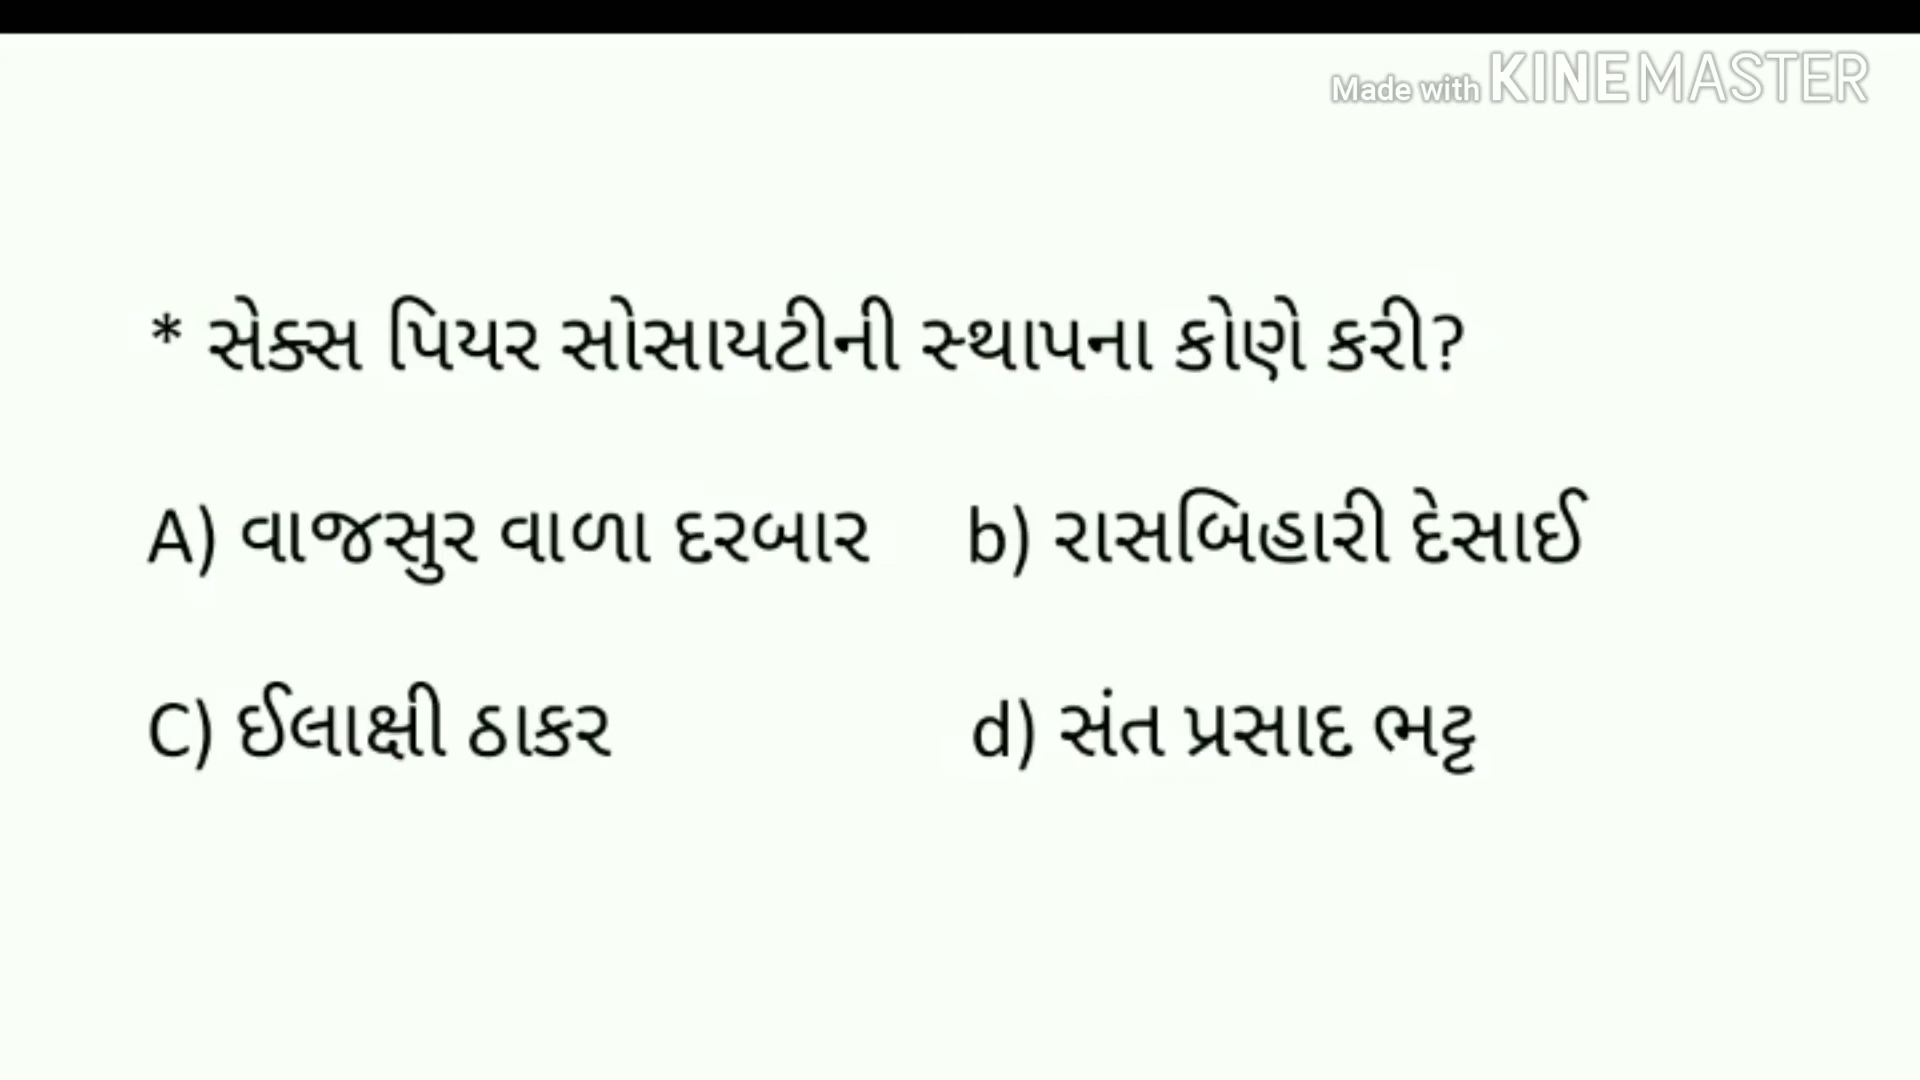 Made with KINEMASTER
* સેક્સ પિયર સોસાયટીની સ્થાપના કોણે કરી?
A) વાજસુર વાળા દરબાર b) રાસબિહારી દેસાઈ
C) ઈલાક્ષી ઠાકર d) સંત પ્રસાદ ભટ્ટ